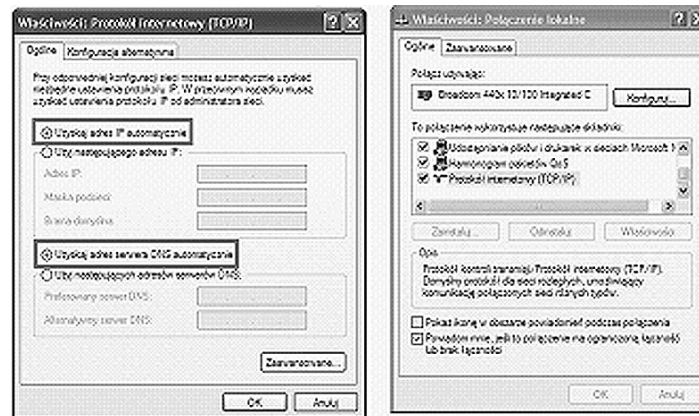 Właściwości: Protokół internetowy (TCP/IP)
Ogólne
Konfiguracja alternatywna
Przy odpowiedniej konfiguracji sieci możesz automatycznie uzyskać
niezbędne ustawienia protokołu IP. W przeciwnym wypadku musisz
uzyskać ustawienia protokołu IP od administratora sieci.
Uzyskaj adres IP automatycznie
Użyj następującego adresu IP:
Adres IP:
Maska podsieci:
Brama domyślna:
Uzyskaj adres serwera DNS automatycznie
Użyj następujących adresów serwerów DNS:
Preferowany serwer DNS:
Alternatywny serwer DNS:
Zaawansowane...
OK
Anuluj
Właściwości: Połączenie lokalne
Ogólne
Zaawansowane
Połącz używając:
Broadcom 440x 10/100 Integrated C
Konfiguruj...
To połączenie wykorzystuje następujące składniki:
Udostępnianie plików i drukarek w sieciach Microsoft N
Harmonogram pakietów QoS
Protokół internetowy (TCP/IP)
Zainstaluj...
Odinstaluj
Właściwości
Opis
Protokół kontroli transmisji/Protokół internetowy (TCP/IP).
Domyślny protokół dla sieci rozległych, umożliwiający
komunikację połączonych sieci różnych typów.
Pokaż ikonę w obszarze powiadomień podczas połączenia
Powiadom mnie, jeśli to połączenie ma ograniczoną łączność
lub brak łączności
OK
Anuluj